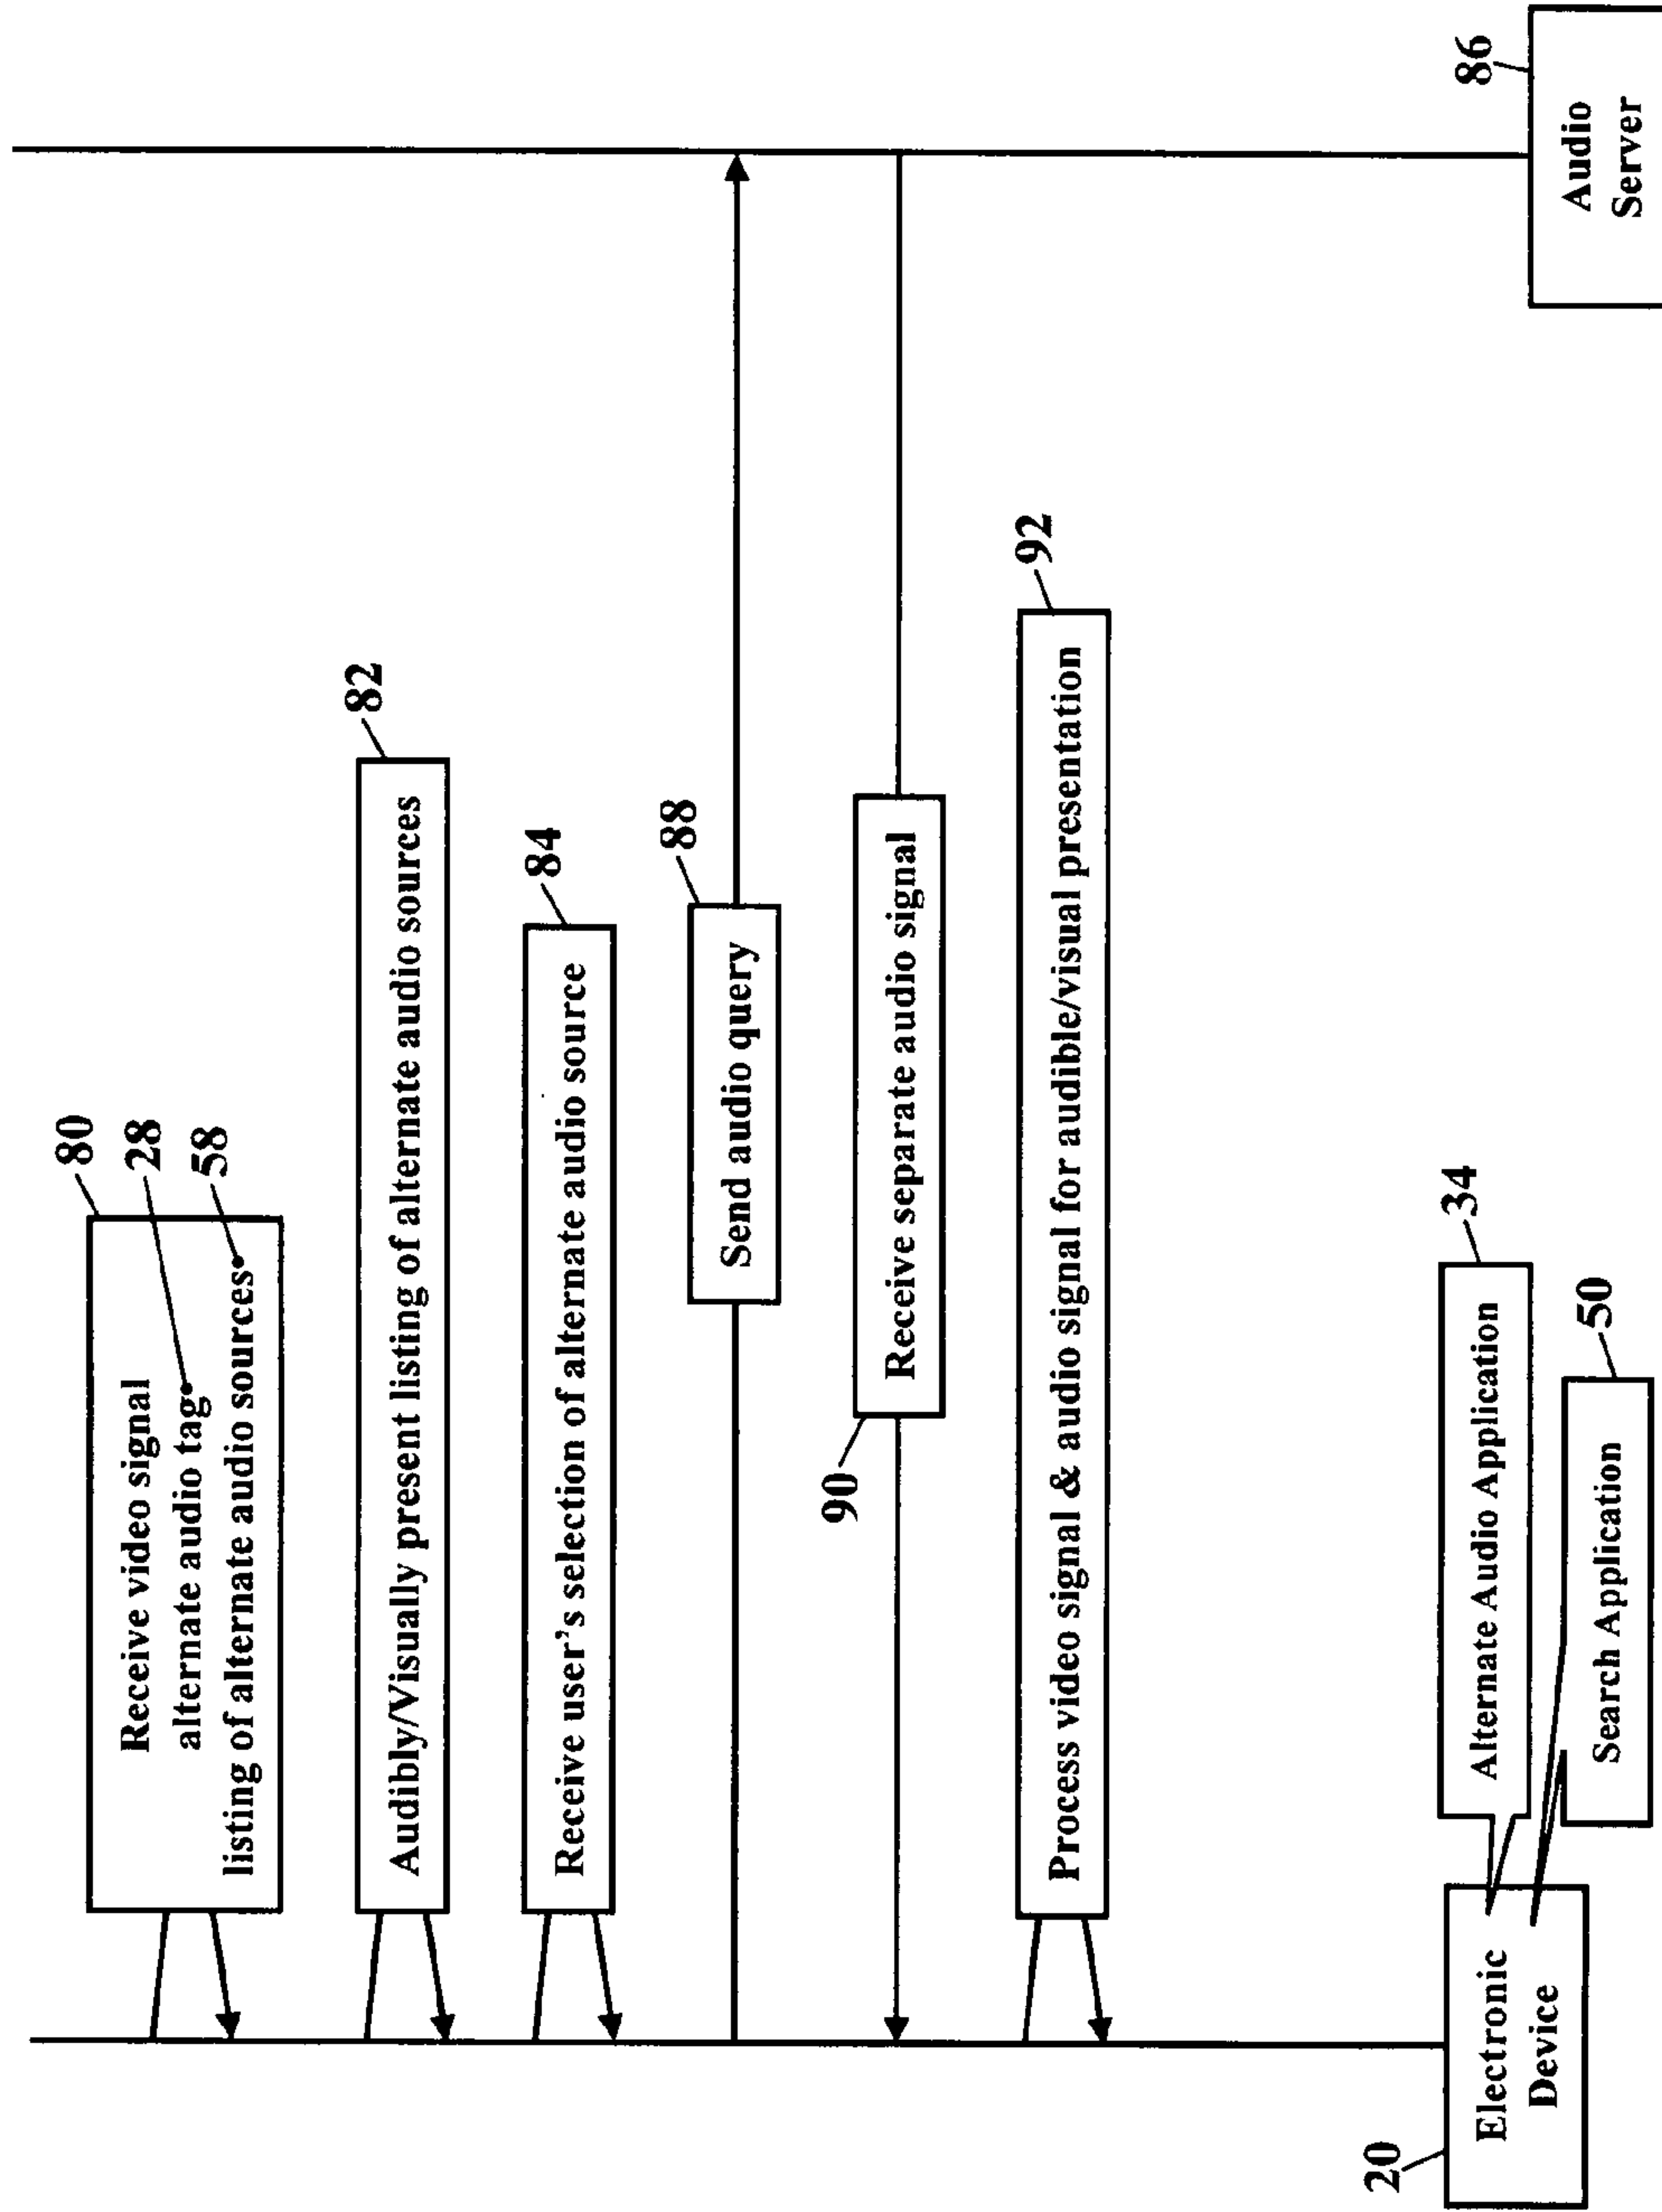 80
Receive video signal
alternate audio tag
28
listing of alternate audio sources
58
82
Audibly/Visually present listing of alternate audio sources
84
Receive user's selection of alternate audio source
88
Send audio query
Receive separate audio signal
90
92
Process video signal & audio signal for audible/visual presentation
20
Electronic
Device
Alternate Audio Application
34
Search Application
50
Audio
Server
86